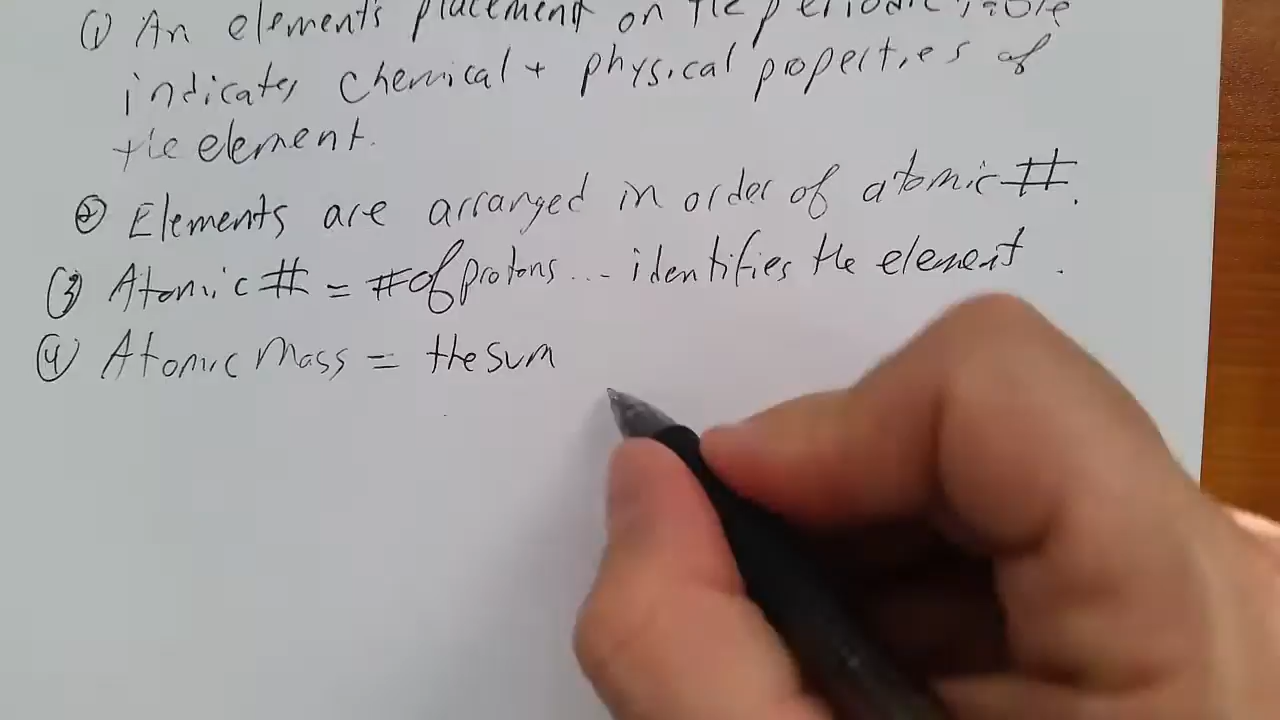 (1) An elements placement on the periodic table
indicates chemical + physical properties of
the element.
(2) Elements are arranged in order of atomic #.
(3) Atomic # = # of protons... identifies the element.
(4) Atomic Mass = the sum